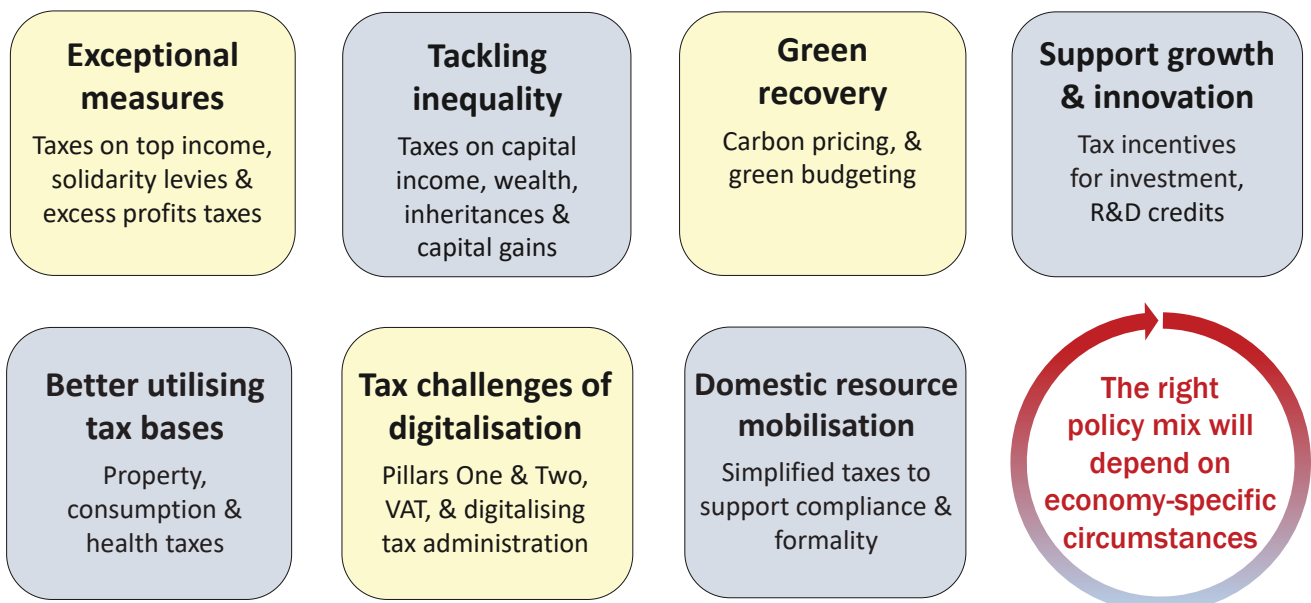 Exceptional
measures
Taxes on top income,
solidarity levies &
excess profits taxes
Tackling
inequality
Taxes on capital
income, wealth,
inheritances &
capital gains
Green
recovery
Carbon pricing, &
green budgeting
Support growth
& innovation
Tax incentives
for investment,
R&D credits
Better utilising
tax bases
Property,
consumption &
health taxes
Tax challenges of
digitalisation
Pillars One & Two,
VAT, & digitalising
tax administration
Domestic resource
mobilisation
Simplified taxes to
support compliance &
formality
The right
policy mix will
depend on
economy-specific
circumstances